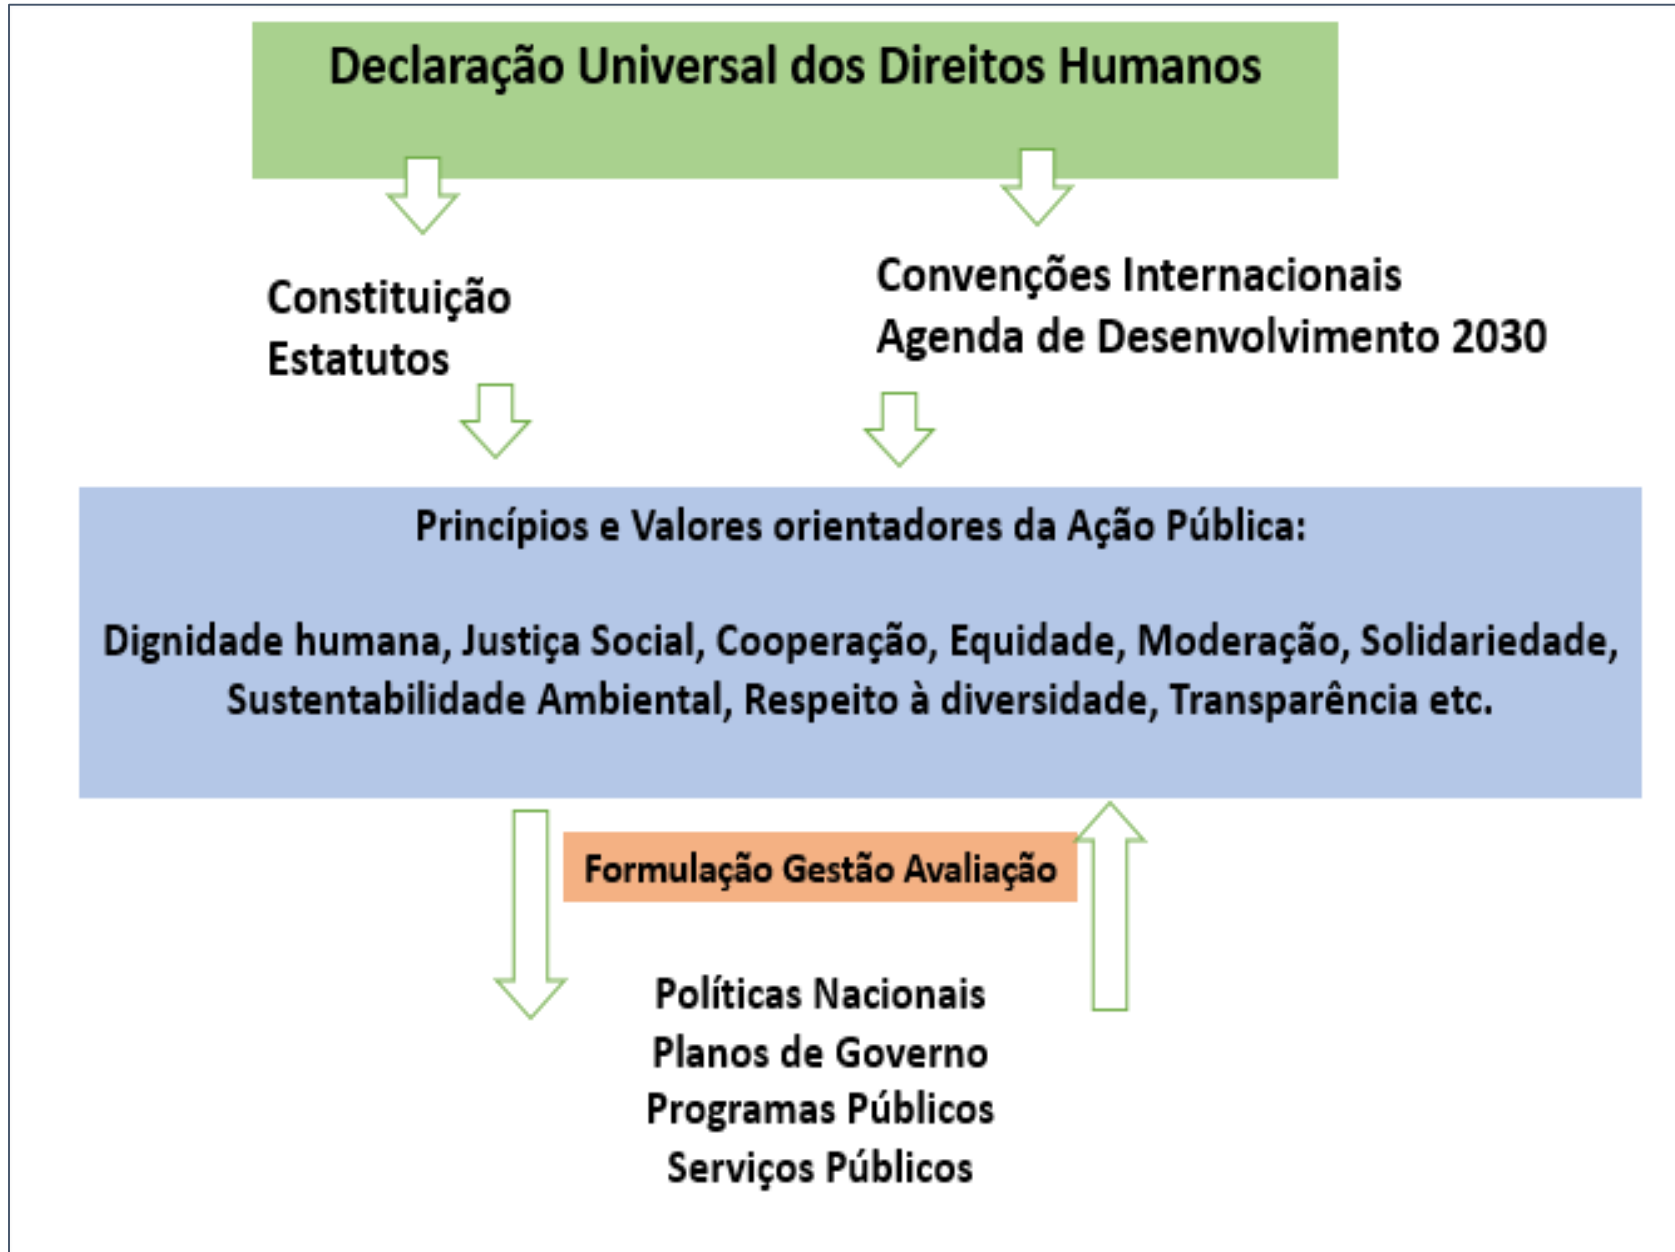 Declaração Universal dos Direitos Humanos
Constituição
Estatutos
Convenções Internacionais
Agenda de Desenvolvimento 2030
Princípios e Valores orientadores da Ação Pública:
Dignidade humana, Justiça Social, Cooperação, Equidade, Moderação, Solidariedade,
Sustentabilidade Ambiental, Respeito à diversidade, Transparência etc.
Formulação Gestão Avaliação
Políticas Nacionais
Planos de Governo
Programas Públicos
Serviços Públicos